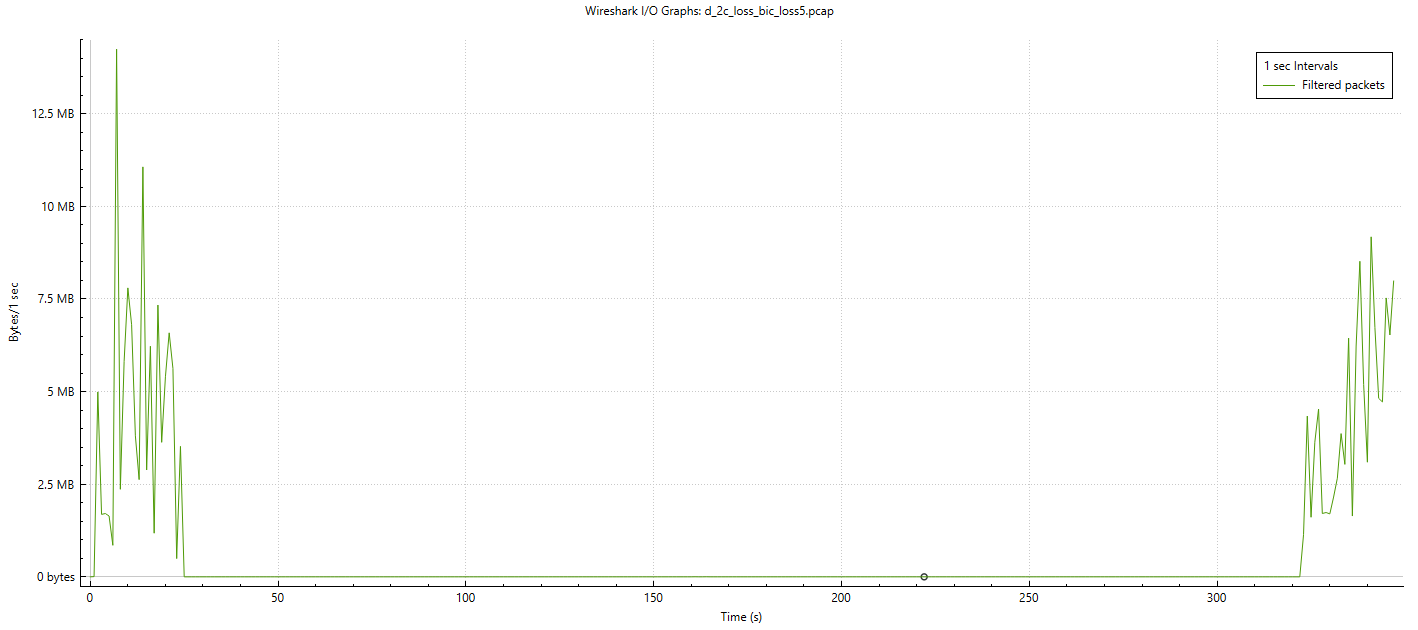 Wireshark I/O Graphs: d_2c_loss_bic_loss5.pcap
1 sec Intervals
Filtered packets
12.5 MB
10 MB
7.5 MB
5 MB
2.5 MB
0 bytes
Bytes/1 sec
0 50 100 150 200 250 300
Time (s)